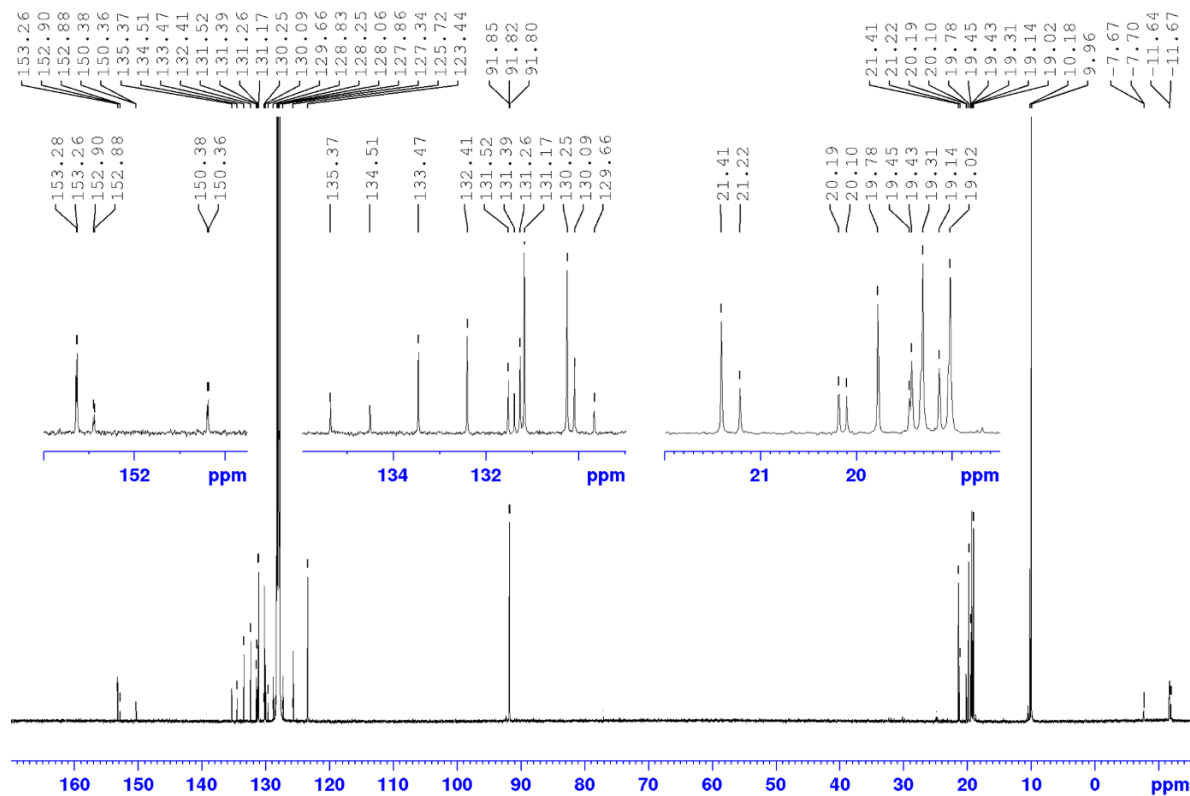 153.26 152.90 152.88 150.38 150.36 135.37 134.51 133.47 132.41 131.52 131.39 131.26 131.17 130.25 130.09 129.66 128.83 128.25 128.06 127.86 127.34 125.72 123.44 91.85 91.82 91.80 21.41 21.22 20.19 20.10 19.78 19.45 19.43 19.31 19.14 19.02 10.18 9.96 -7.67 -7.70 -11.64 -11.67
153.28 153.26 152.90 152.88 150.38 150.36
135.37 134.51 133.47 132.41 131.52 131.39 131.26 131.17 130.25 130.09 129.66
21.41 21.22 20.19 20.10 19.78 19.45 19.43 19.31 19.14 19.02
152 ppm
134 132 ppm
21 20 ppm
160 150 140 130 120 110 100 90 80 70 60 50 40 30 20 10 0 ppm